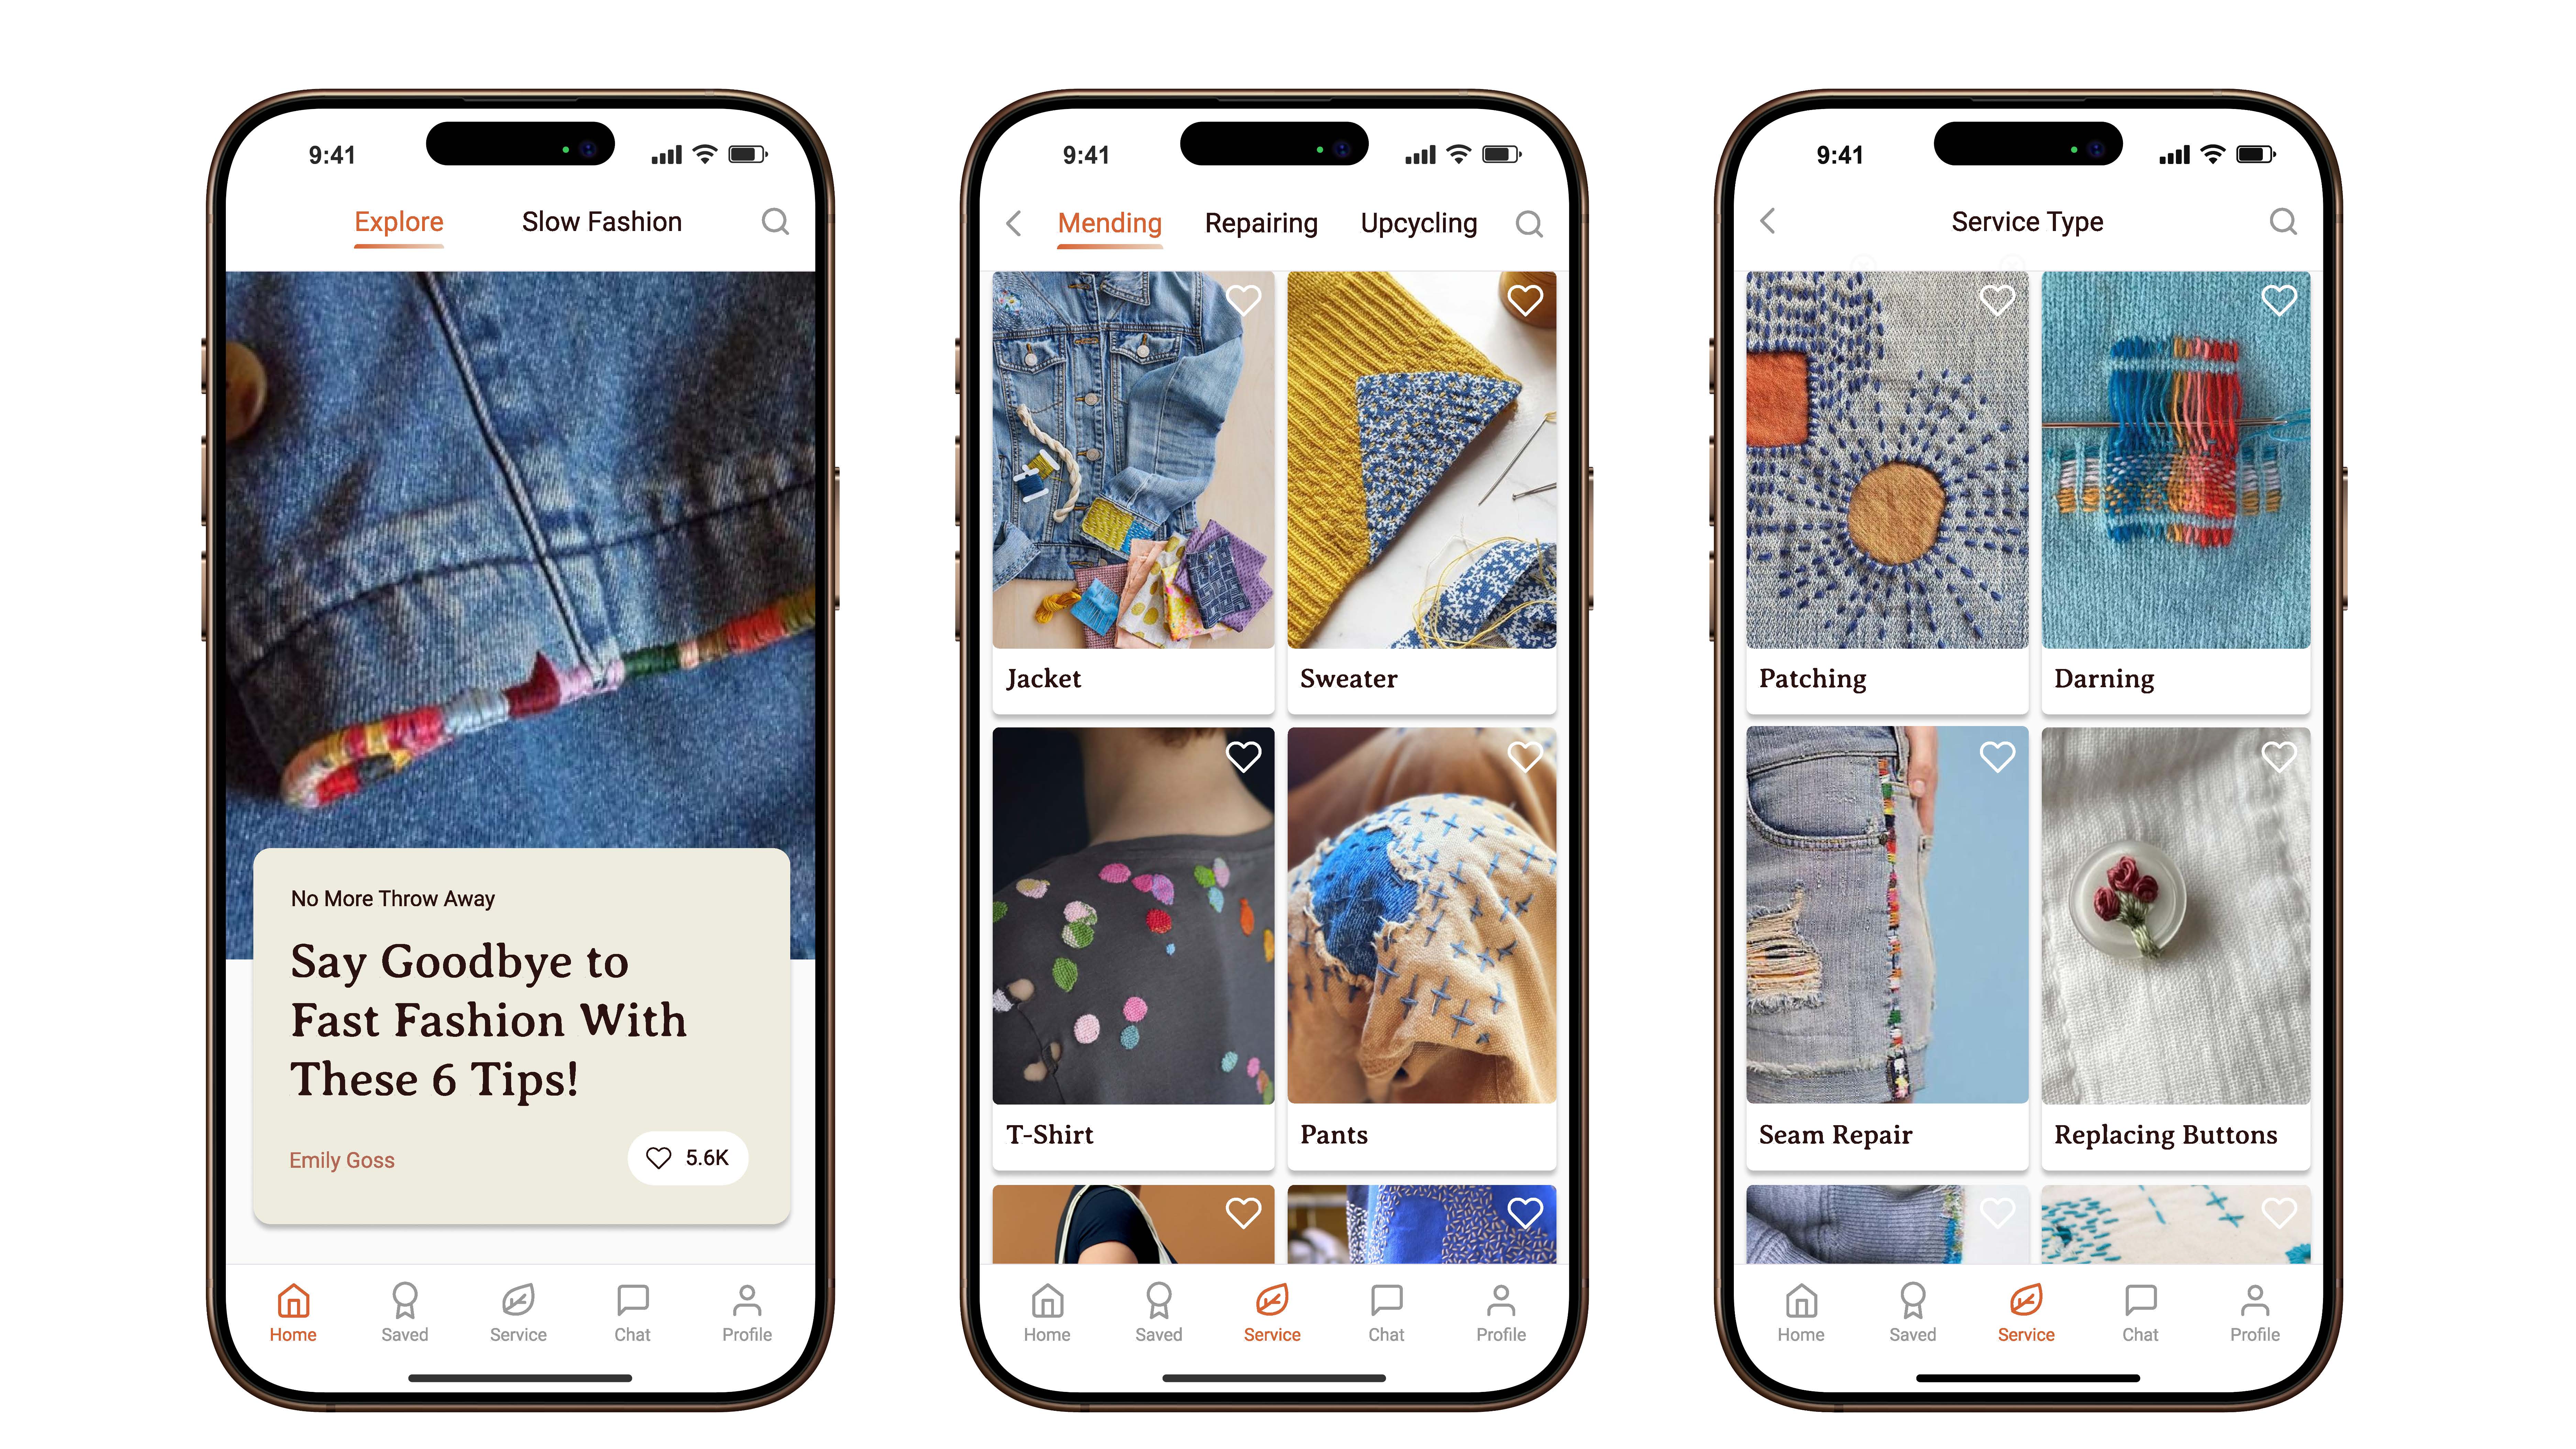 9:41
Explore
Slow Fashion
No More Throw Away
Say Goodbye to
Fast Fashion With
These 6 Tips!
Emily Goss
5.6K
Home
Saved
Service
Chat
Profile
9:41
Mending
Repairing
Upcycling
Jacket
Sweater
T-Shirt
Pants
Home
Saved
Service
Chat
Profile
9:41
Service Type
Patching
Darning
Seam Repair
Replacing Buttons
Home
Saved
Service
Chat
Profile